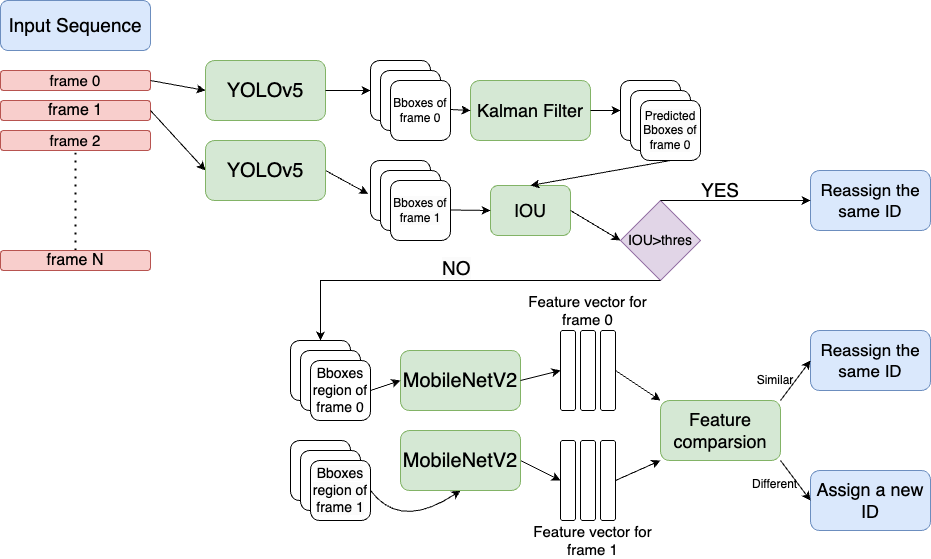 Input Sequence
frame 0
frame 1
frame 2
frame N
YOLOv5
Bboxes of
frame 0
Kalman Filter
Predicted
Bboxes of
frame 0
YOLOv5
Bboxes of
frame 1
IOU
IOU>thres
YES
Reassign the
same ID
NO
Bboxes
region of
frame 0
MobileNetV2
Feature vector for
frame 0
Bboxes
region of
frame 1
MobileNetV2
Feature vector for
frame 1
Feature
comparsion
Similar
Reassign the
same ID
Different
Assign a new
ID